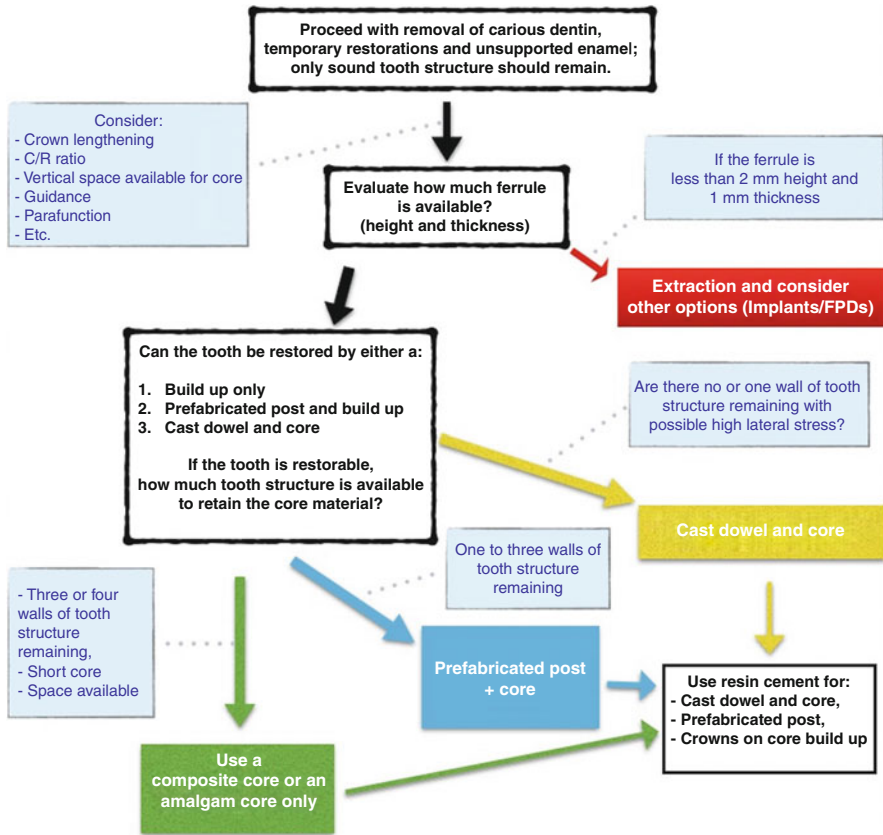 Proceed with removal of carious dentin,
temporary restorations and unsupported enamel;
only sound tooth structure should remain.
Consider:
- Crown lengthening
- C/R ratio
- Vertical space available for core
- Guidance
- Parafunction
- Etc.
Evaluate how much ferrule
is available?
(height and thickness)
If the ferrule is
less than 2 mm height and
1 mm thickness
Extraction and consider
other options (Implants/FPDs)
Can the tooth be restored by either a:
1. Build up only
2. Prefabricated post and build up
3. Cast dowel and core
If the tooth is restorable,
how much tooth structure is available
to retain the core material?
Are there no or one wall of tooth
structure remaining with
possible high lateral stress?
Cast dowel and core
One to three walls of
tooth structure
remaining
- Three or four
walls of tooth
structure
remaining,
- Short core
- Space available
Prefabricated post
+ core
Use resin cement for:
- Cast dowel and core,
- Prefabricated post,
- Crowns on core build up
Use a
composite core or an
amalgam core only